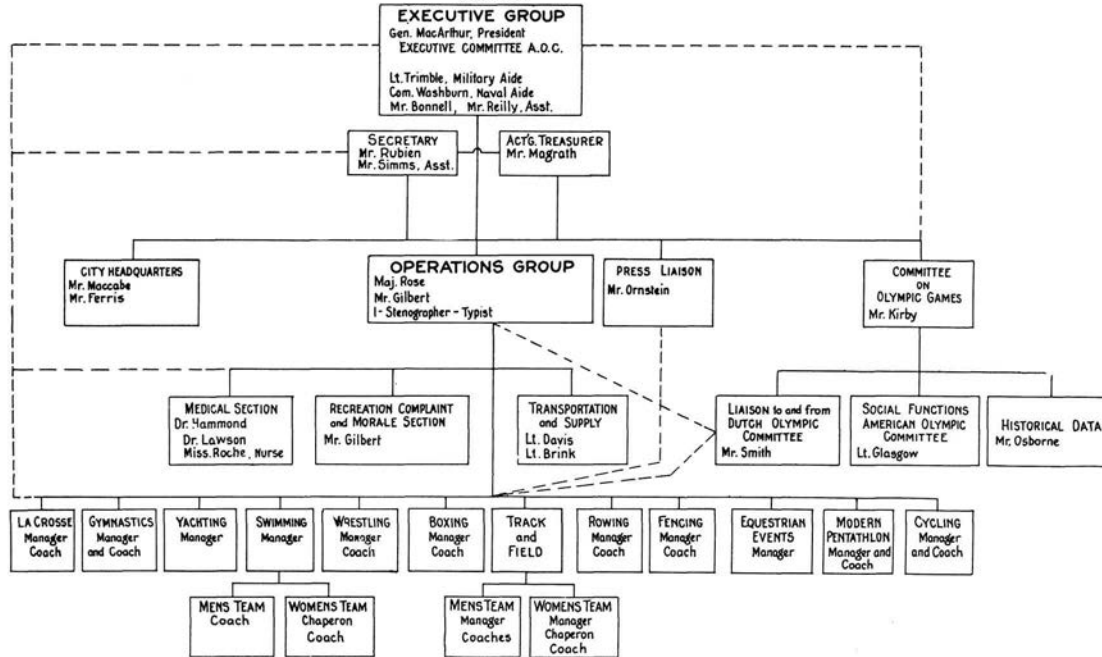 EXECUTIVE GROUP
Gen. MacArthur, President
EXECUTIVE COMMITTEE A.O.C.
Lt. Trimble, Military Aide
Com. Washburn, Naval Aide
Mr. Bonnell, Mr. Reilly, Asst.
SECRETARY
Mr. Rubien
Mr. Simms, Asst.
ACT'G. TREASURER
Mr. Magrath
CITY HEADQUARTERS
Mr. Maccabe
Mr. Ferris
OPERATIONS GROUP
Maj. Rose
Mr. Gilbert
1-Stenographer-Typist
PRESS LIAISON
Mr. Ornstein
COMMITTEE
ON
OLYMPIC GAMES
Mr. Kirby
MEDICAL SECTION
Dr. Hammond
Dr. Lawson
Miss. Roche, Nurse
RECREATION COMPLAINT
and MORALE SECTION
Mr. Gilbert
TRANSPORTATION
and SUPPLY
Lt. Davis
Lt. Brink
LIAISON to and from
DUTCH OLYMPIC
COMMITTEE
Mr. Smith
SOCIAL FUNCTIONS
AMERICAN OLYMPIC
COMMITTEE
Lt. Glasgow
HISTORICAL DATA
Mr. Osborne
LA CROSSE
Manager
Coach
GYMNASTICS
Manager
and Coach
YACHTING
Manager
SWIMMING
Manager
WRESTLING
Manager
Coach
BOXING
Manager
Coach
TRACK
and
FIELD
ROWING
Manager
Coach
FENCING
Manager
Coach
EQUESTRIAN
EVENTS
Manager
MODERN
PENTATHLON
Manager and
Coach
CYCLING
Manager
and Coach
MENS TEAM
Coach
WOMENS TEAM
Chaperon
Coach
MENS TEAM
Manager
Coaches
WOMENS TEAM
Manager
Chaperon
Coach